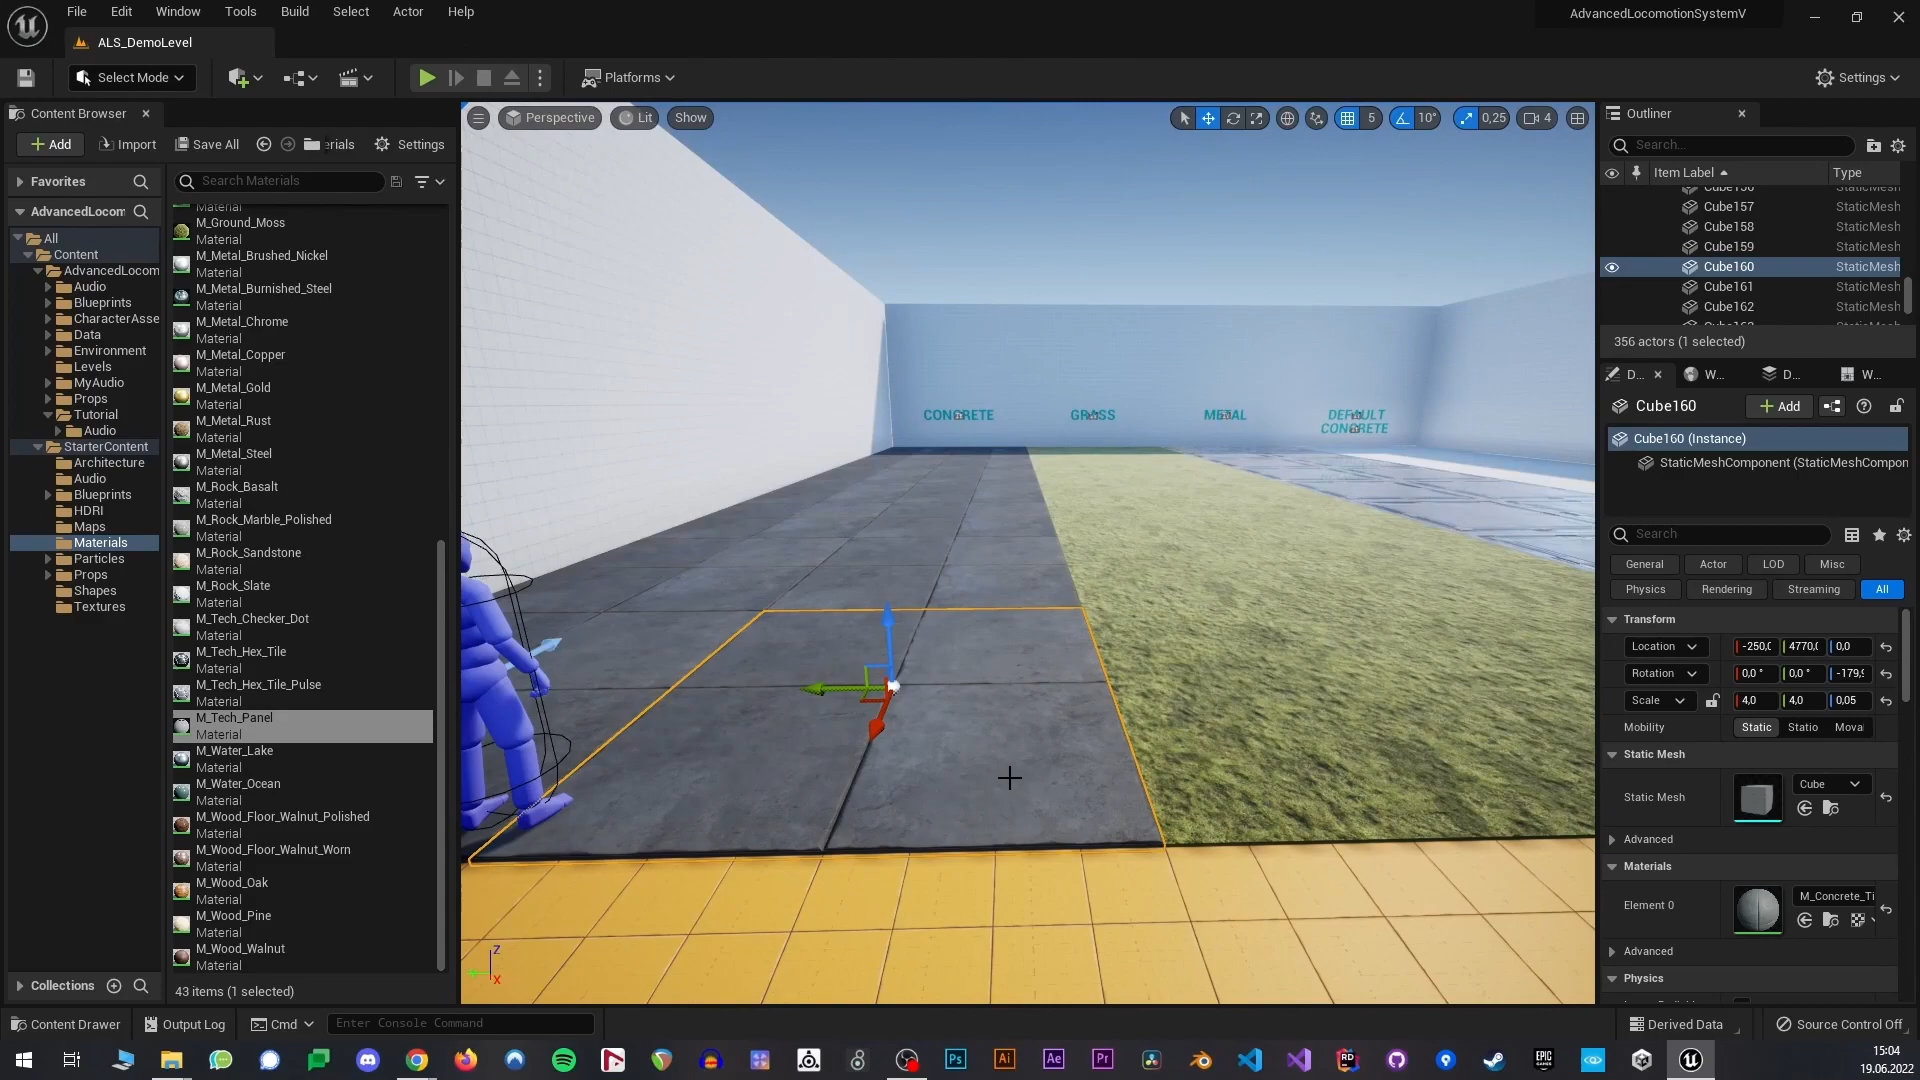 File Edit Window Tools Build Select Actor Help
AdvancedLocomotionSystemV
ALS_DemoLevel
Select Mode
Platforms
Settings
Content Browser
Add
Import
Save All
erials
Settings
Favorites
AdvancedLocom
All
Content
AdvancedLocom
Audio
Blueprints
CharacterAsse
Data
Environment
Levels
MyAudio
Props
Tutorial
Audio
StarterContent
Architecture
Audio
Blueprints
HDRI
Maps
Materials
Particles
Props
Shapes
Textures
Collections
Search Materials
Material
M_Ground_Moss
Material
M_Metal_Brushed_Nickel
Material
M_Metal_Burnished_Steel
Material
M_Metal_Chrome
Material
M_Metal_Copper
Material
M_Metal_Gold
Material
M_Metal_Rust
Material
M_Metal_Steel
Material
M_Rock_Basalt
Material
M_Rock_Marble_Polished
Material
M_Rock_Sandstone
Material
M_Rock_Slate
Material
M_Tech_Checker_Dot
Material
M_Tech_Hex_Tile
Material
M_Tech_Hex_Tile_Pulse
Material
M_Tech_Panel
Material
M_Water_Lake
Material
M_Water_Ocean
Material
M_Wood_Floor_Walnut_Polished
Material
M_Wood_Floor_Walnut_Worn
Material
M_Wood_Oak
Material
M_Wood_Pine
Material
M_Wood_Walnut
Material
43 items (1 selected)
Perspective
Lit
Show
5
10°
0,25
4
CONCRETE
GRASS
METAL
DEFAULT
CONCRETE
Z
X
Outliner
Search...
Item Label
Type
Cube157 StaticMesh
Cube158 StaticMesh
Cube159 StaticMesh
Cube160 StaticMesh
Cube161 StaticMesh
Cube162 StaticMesh
356 actors (1 selected)
D...
W...
D...
W...
Cube160
Add
Cube160 (Instance)
StaticMeshComponent (StaticMeshCompon
Search
General Actor LOD Misc
Physics Rendering Streaming All
Transform
Location -250,0 4770,0 0,0
Rotation 0,0 ° 0,0 ° -179,9
Scale 4,0 4,0 0,05
Mobility Static Statio Moval
Static Mesh
Static Mesh
Cube
Advanced
Materials
Element 0
M_Concrete_Ti
Advanced
Physics
Content Drawer
Output Log
Cmd
Enter Console Command
Derived Data
Source Control Off
Ps
Ai
Ae
Pr
RD
EPIC
GAMES
15:04
19.06.2022